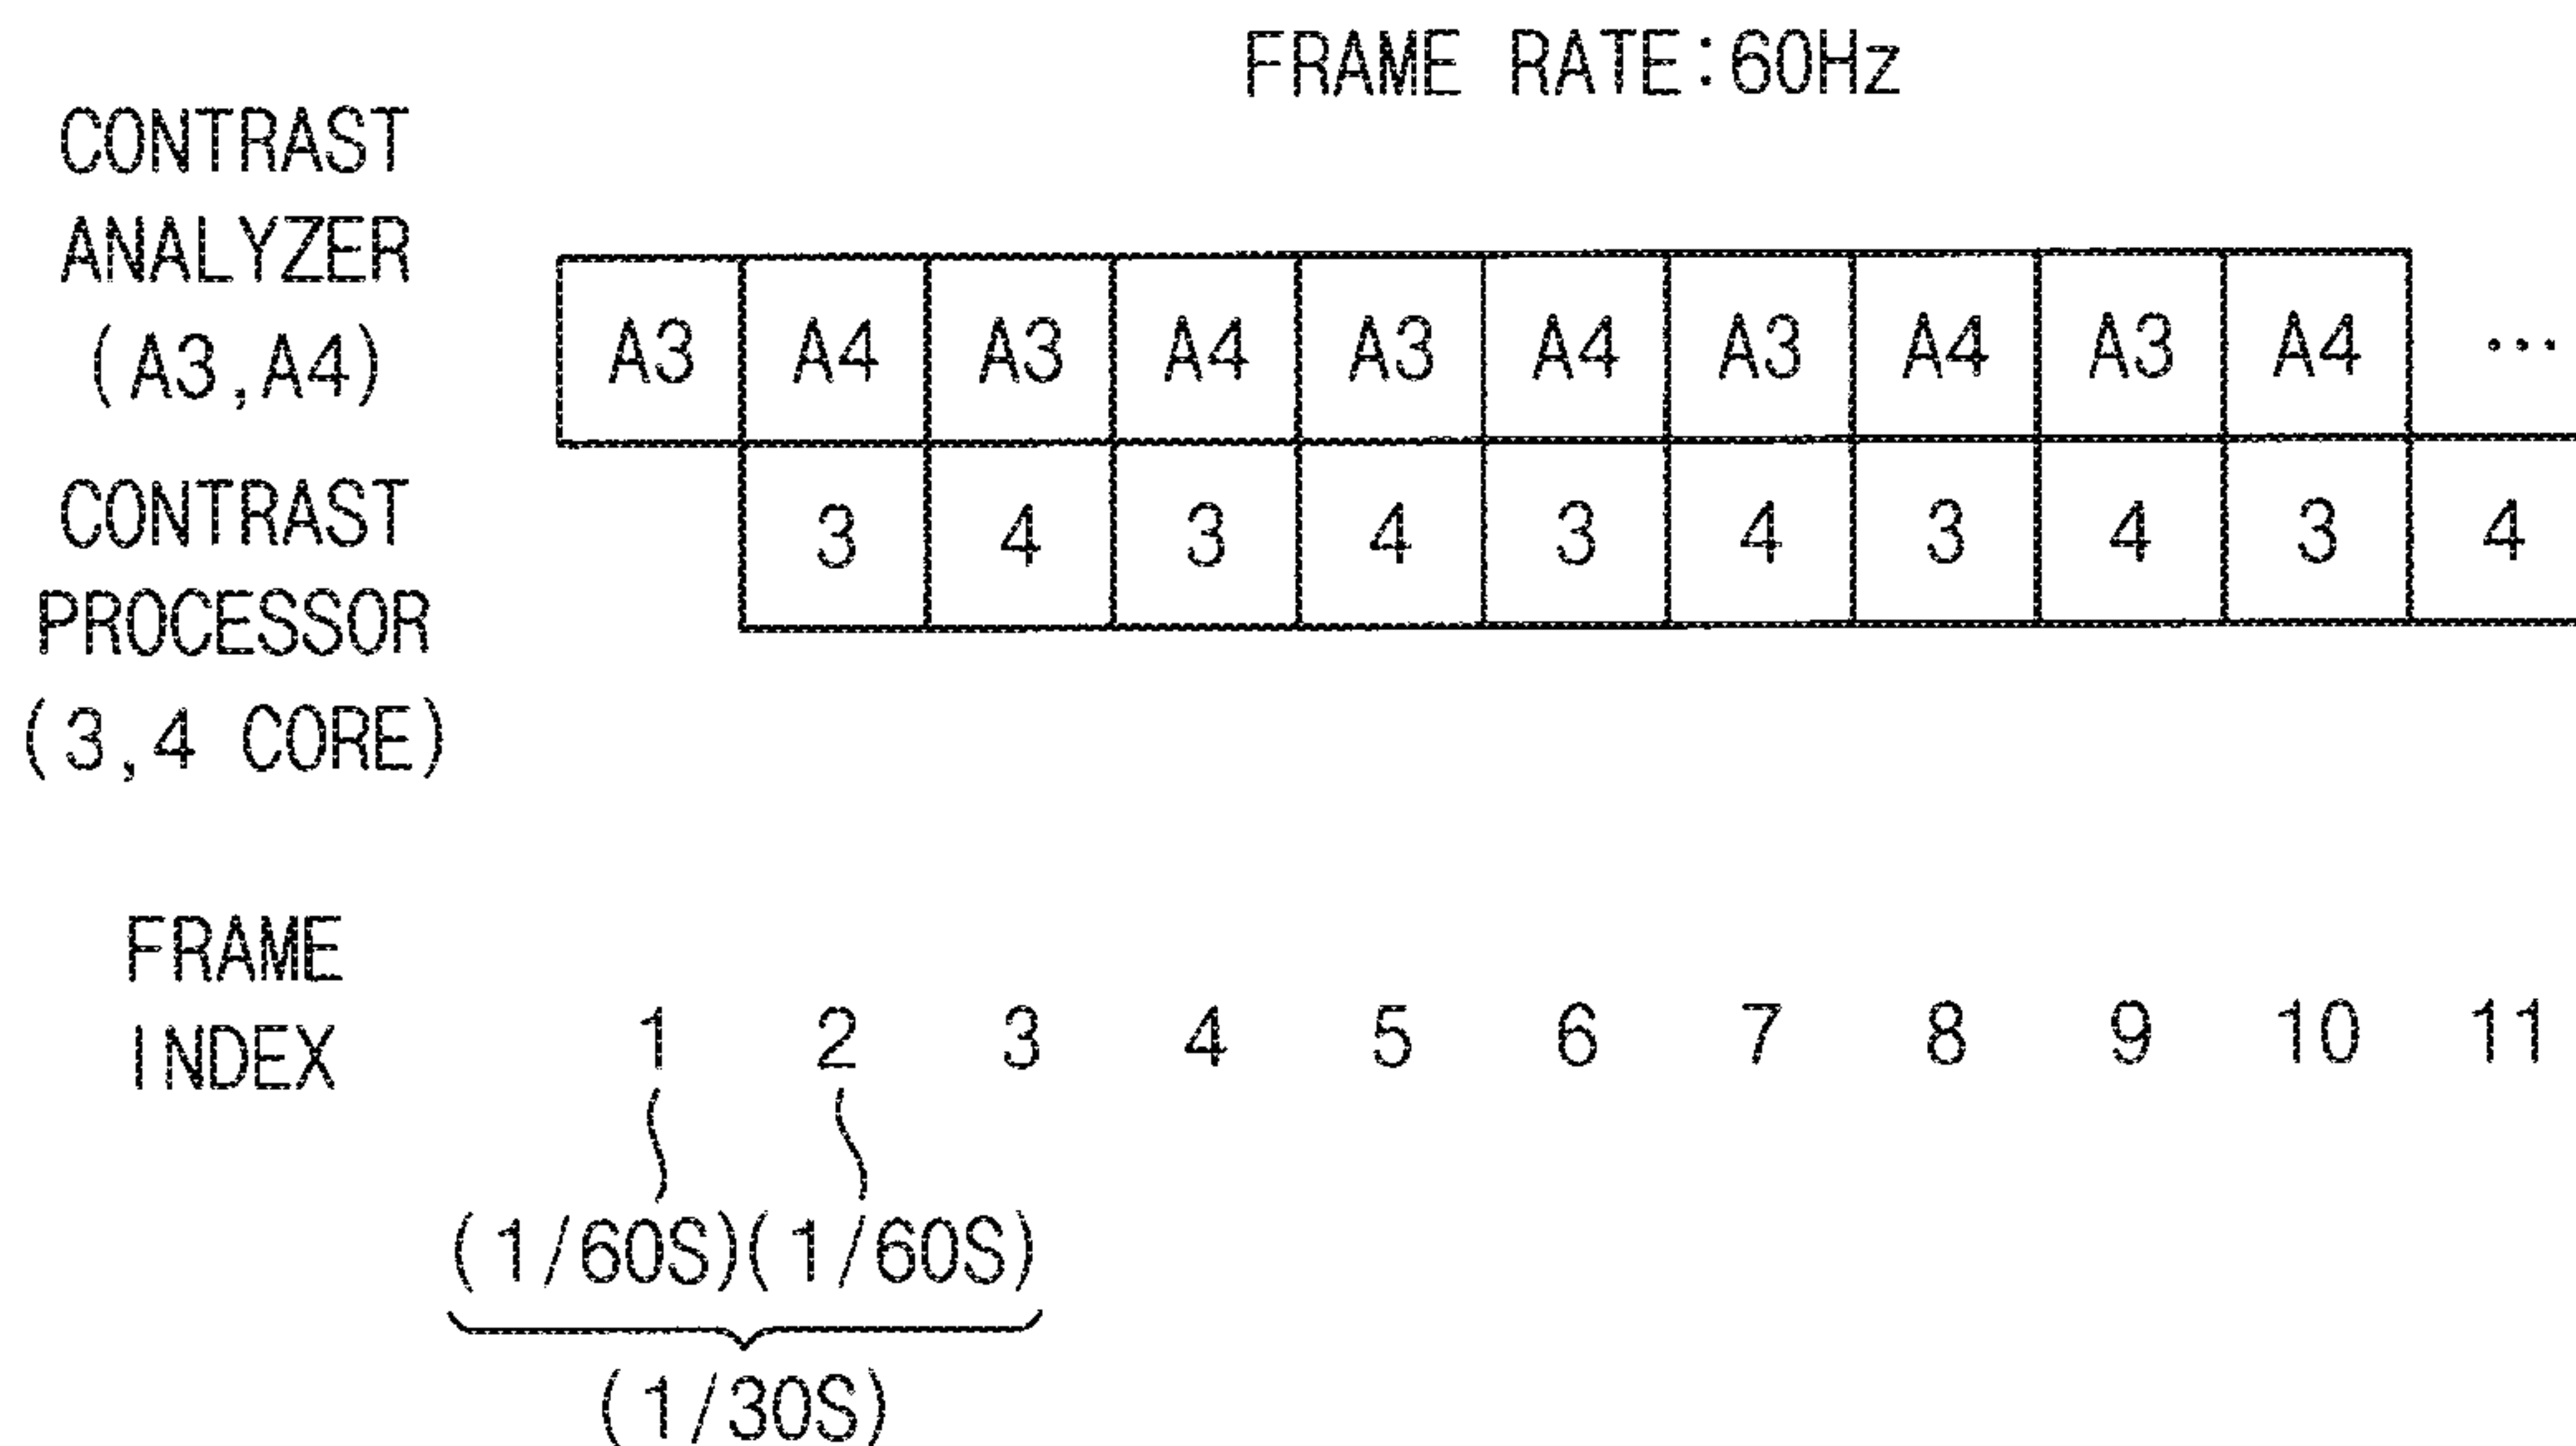 FRAME RATE:60Hz
CONTRAST
ANALYZER
(A3,A4)
A3 A4 A3 A4 A3 A4 A3 A4 A3 A4 ...
CONTRAST
PROCESSOR
(3,4 CORE)
3 4 3 4 3 4 3 4 3 4
FRAME
INDEX
1 2 3 4 5 6 7 8 9 10 11
(1/60S)(1/60S)
(1/30S)